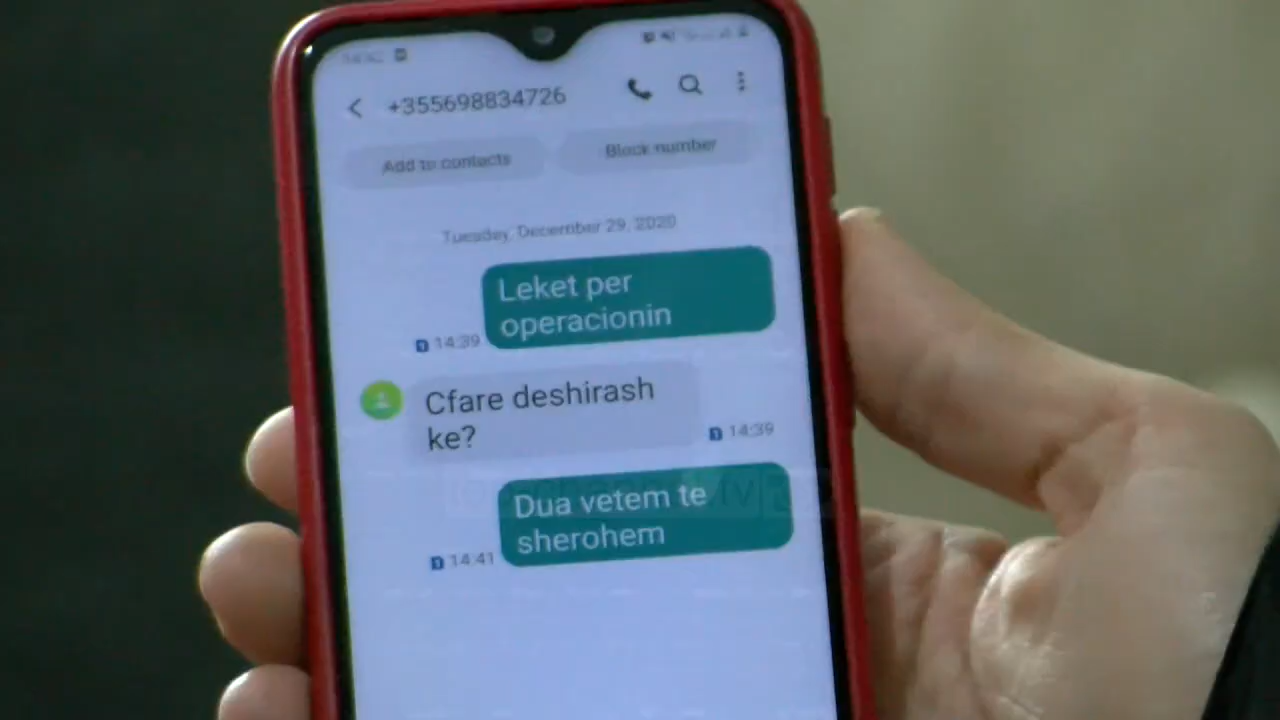 +355698834726
Add to contacts
Block number
Tuesday, December 29, 2020
Leket per
operacionin
14:39
Cfare deshirash
ke?
14:39
Dua vetem te
sherohem
14:41